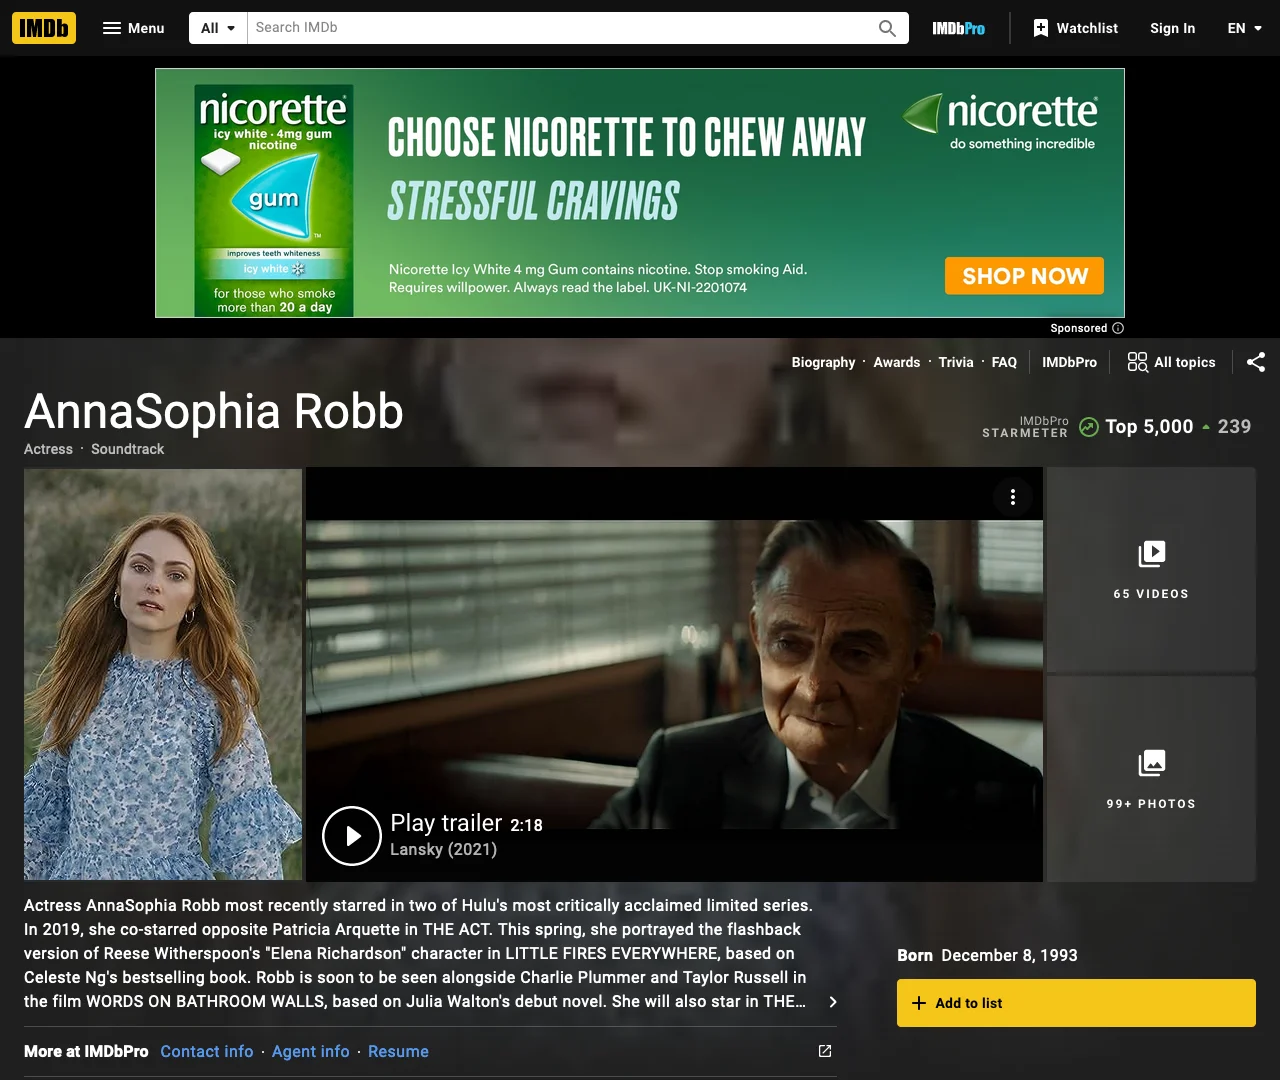 IMDb
Menu
All
Search IMDb
IMDbPro
Watchlist
Sign In
EN
nicorette
icy white · 4mg gum
nicotine
gum
TM
improves teeth whiteness
icy white
for those who smoke
more than 20 a day
CHOOSE NICORETTE TO CHEW AWAY
STRESSFUL CRAVINGS
Nicorette Icy White 4 mg Gum contains nicotine. Stop smoking Aid.
Requires willpower. Always read the label. UK-NI-2201074
nicorette
do something incredible
SHOP NOW
Sponsored
Biography · Awards · Trivia · FAQ
IMDbPro
All topics
AnnaSophia Robb
Actress · Soundtrack
IMDbPro
STARMETER
Top 5,000
239
65 VIDEOS
99+ PHOTOS
Play trailer 2:18
Lansky (2021)
Actress AnnaSophia Robb most recently starred in two of Hulu's most critically acclaimed limited series.
In 2019, she co-starred opposite Patricia Arquette in THE ACT. This spring, she portrayed the flashback
version of Reese Witherspoon's "Elena Richardson" character in LITTLE FIRES EVERYWHERE, based on
Celeste Ng's bestselling book. Robb is soon to be seen alongside Charlie Plummer and Taylor Russell in
the film WORDS ON BATHROOM WALLS, based on Julia Walton's debut novel. She will also star in THE...
Born December 8, 1993
Add to list
More at IMDbPro Contact info · Agent info · Resume